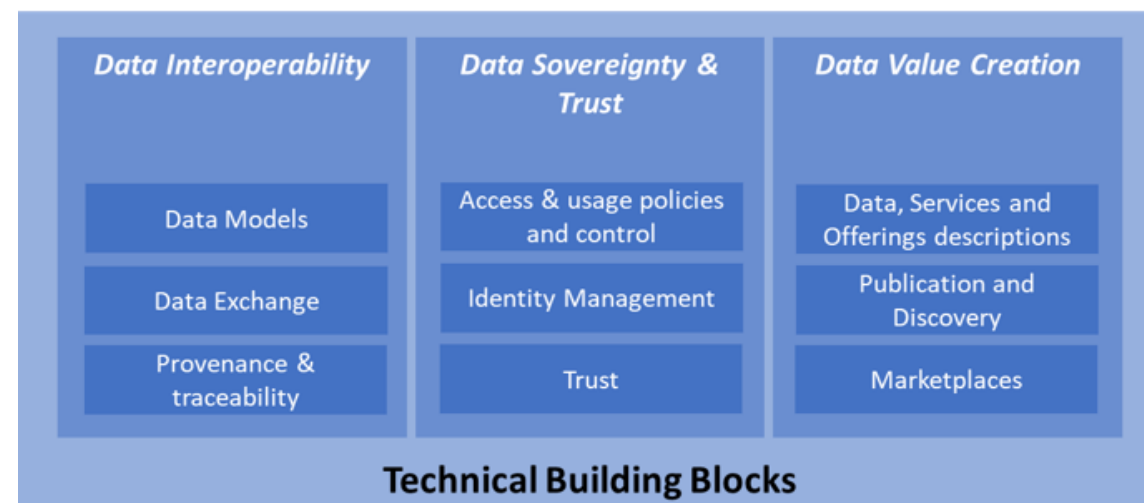 Data Interoperability
Data Models
Data Exchange
Provenance &
traceability
Data Sovereignty &
Trust
Access & usage policies
and control
Identity Management
Trust
Data Value Creation
Data, Services and
Offerings descriptions
Publication and
Discovery
Marketplaces
Technical Building Blocks